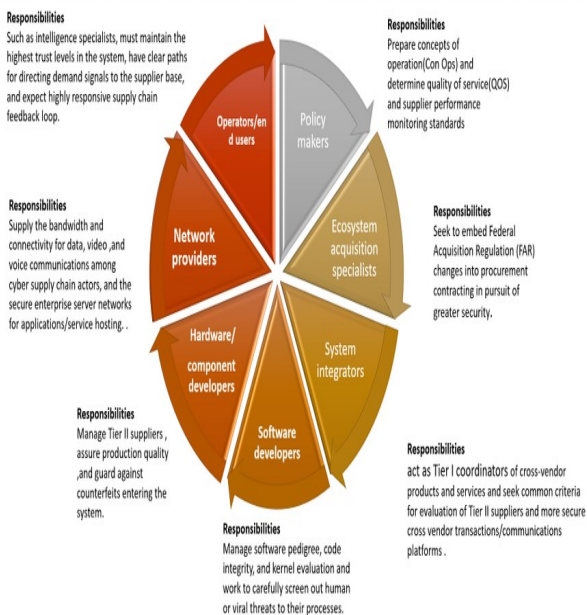 Responsibilities
Such as intelligence specialists, must maintain the
highest trust levels in the system, have clear paths
for directing demand signals to the supplier base,
and expect highly responsive supply chain
feedback loop.
Responsibilities
Prepare concepts of
operation(Con Ops) and
determine quality of service(QOS)
and supplier performance
monitoring standards
Operators/en
d users
Policy
makers
Responsibilities
Supply the bandwidth and
connectivity for data, video ,and
voice communications among
cyber supply chain actors, and the
secure enterprise server networks
for applications/service hosting. .
Network
providers
Ecosystem
acquisition
specialists
Responsibilities
Seek to embed Federal
Acquisition Regulation (FAR)
changes into procurement
contracting in pursuit of
greater security.
Hardware/
component
developers
System
integrators
Software
developers
Responsibilities
Manage Tier II suppliers ,
assure production quality
,and guard against
counterfeits entering the
system.
Responsibilities
act as Tier I coordinators of cross-vendor
products and services and seek common criteria
for evaluation of Tier II suppliers and more secure
cross vendor transactions/communications
platforms .
Responsibilities
Manage software pedigree, code
integrity, and kernel evaluation and
work to carefully screen out human
or viral threats to their processes.